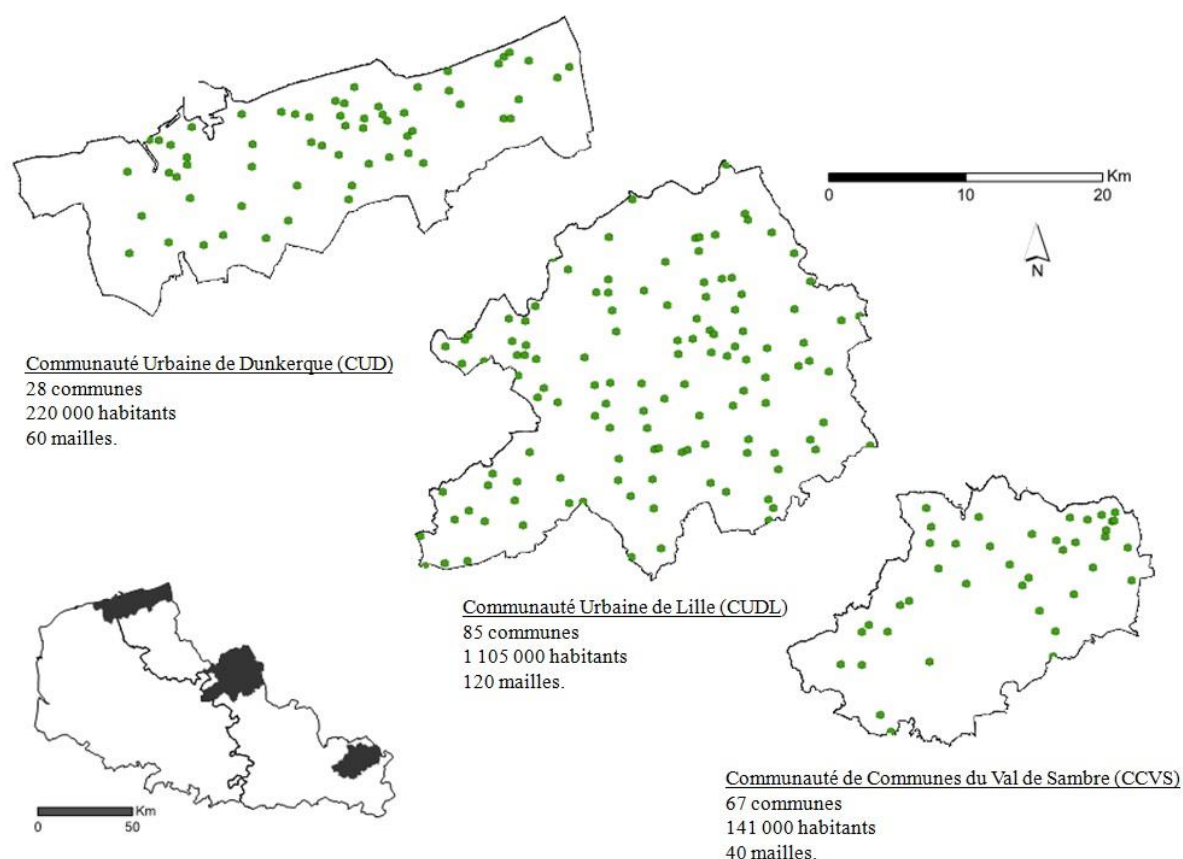 Km
0 10 20
N
Communauté Urbaine de Dunkerque (CUD)
28 communes
220 000 habitants
60 mailles.
Communauté Urbaine de Lille (CUDL)
85 communes
1 105 000 habitants
120 mailles.
Km
0 50
Communauté de Communes du Val de Sambre (CCVS)
67 communes
141 000 habitants
40 mailles.